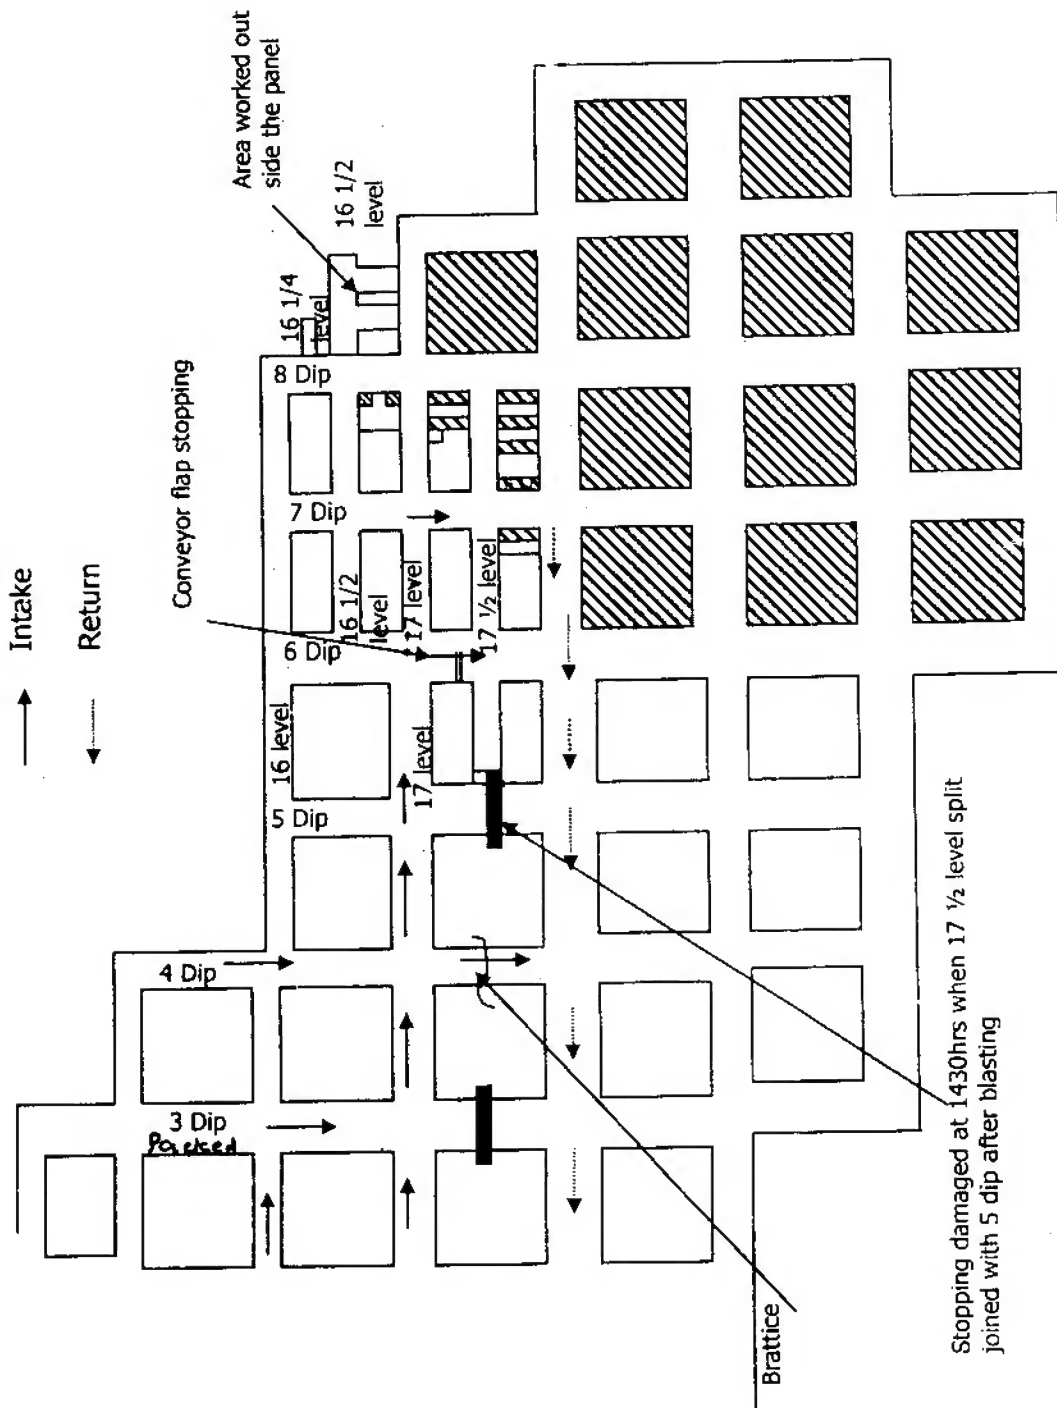 Intake
Return
Area worked out
side the panel
Conveyor flap stopping
16 1/2
level
16 1/4
level
8 Dip
7 Dip
16 1/2
level
17 level
17 ½ level
6 Dip
16 level
17
level
5 Dip
4 Dip
3 Dip
Brattice
Stopping damaged at 1430hrs when 17 ½ level split
joined with 5 dip after blasting